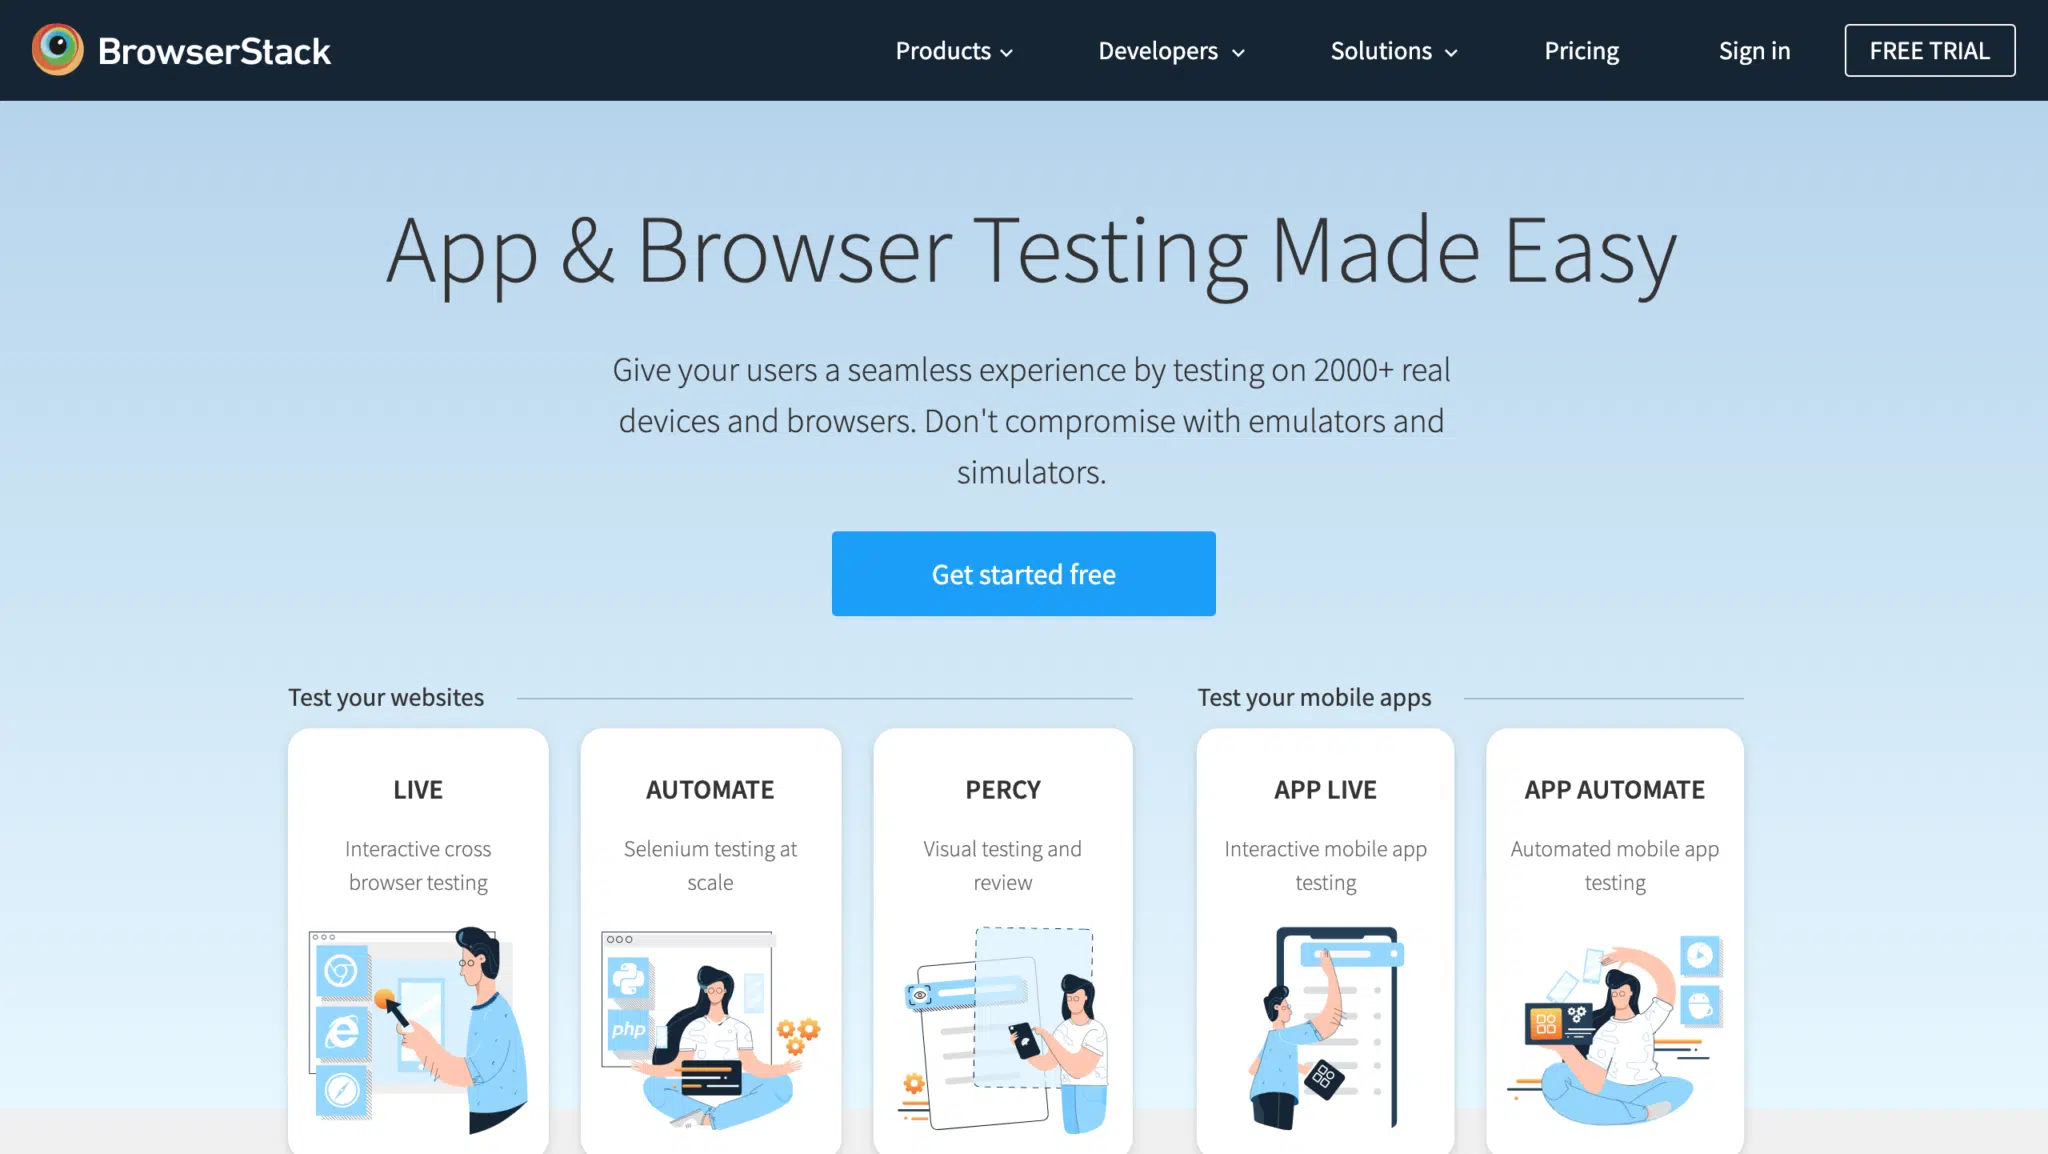 BrowserStack
Products
Developers
Solutions
Pricing
Sign in
FREE TRIAL
App & Browser Testing Made Easy
Give your users a seamless experience by testing on 2000+ real
devices and browsers. Don't compromise with emulators and
simulators.
Get started free
Test your websites
Test your mobile apps
LIVE
Interactive cross
browser testing
AUTOMATE
Selenium testing at
scale
php
PERCY
Visual testing and
review
APP LIVE
Interactive mobile app
testing
APP AUTOMATE
Automated mobile app
testing